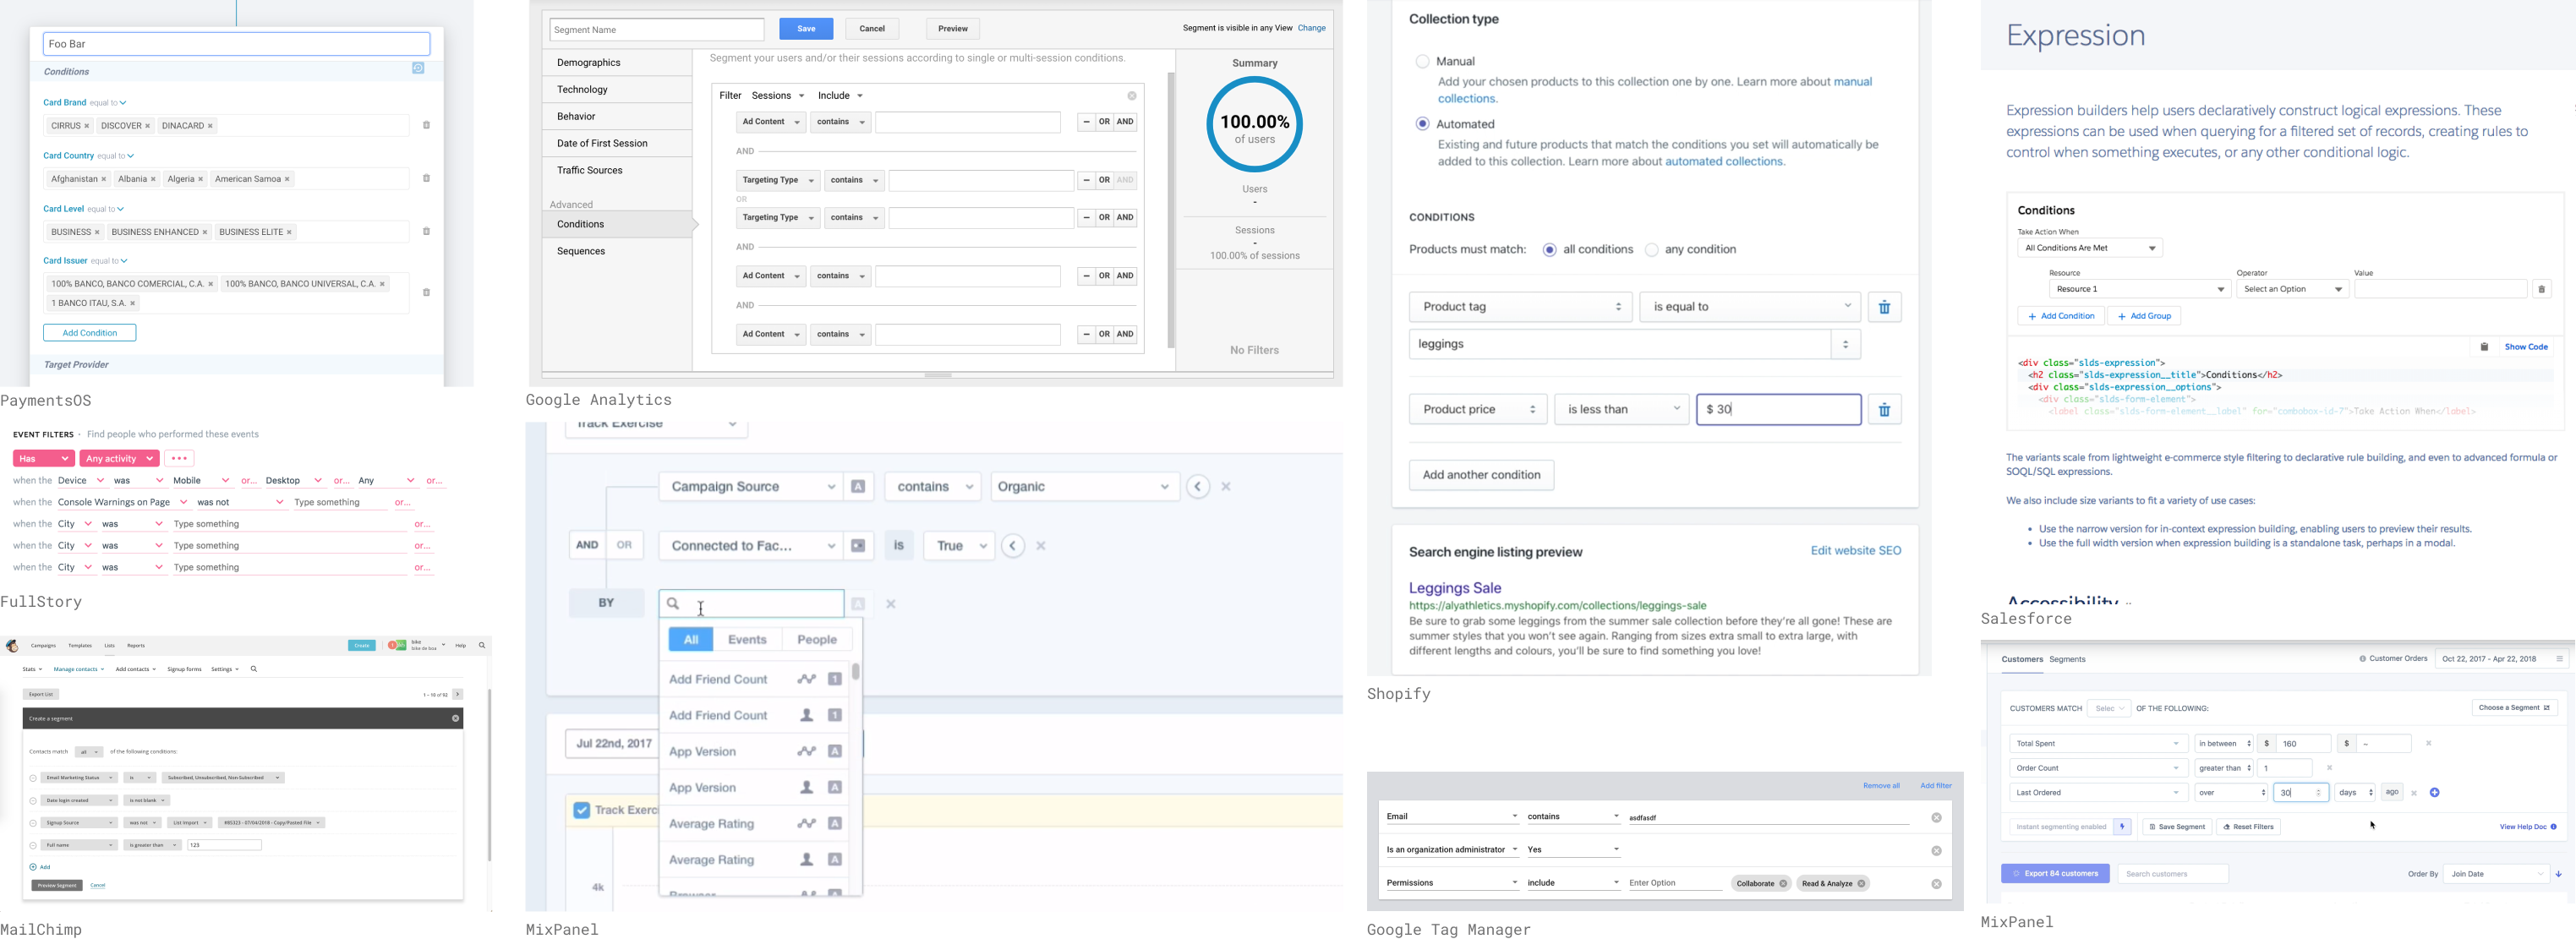 Foo Bar
Conditions
Card Brand equal to
CIRRUS × DISCOVER × DINACARD ×
Card Country equal to
Afghanistan × Albania × Algeria × American Samoa ×
Card Level equal to
BUSINESS × BUSINESS ENHANCED × BUSINESS ELITE ×
Card Issuer equal to
100% BANCO, BANCO COMERCIAL, C.A. × 100% BANCO, BANCO UNIVERSAL, C.A. ×
1 BANCO ITAU, S.A. ×
Add Condition
Target Provider
PaymentsOS
EVENT FILTERS · Find people who performed these events
Has Any activity •••
when the Device was Mobile or... Desktop or... Any or...
when the Console Warnings on Page was not Type something or...
when the City was Type something or...
when the City was Type something or...
when the City was Type something or...
FullStory
Campaigns Templates Lists Reports
Create
bike
bike de box
Help
Stats Manage contacts Add contacts Signup forms Settings
Export List
1 - 10 of 92
Create a segment
Contacts match all of the following conditions:
Email Marketing Status is Subscribed, Unsubscribed, Non-Subscribed
Date login created is not blank
Signup Source was not List Import
Full name is greater than 123
Add
Preview Segment Cancel
MailChimp
Segment Name
Save Cancel Preview
Segment is visible in any View Change
Demographics
Technology
Behavior
Date of First Session
Traffic Sources
Advanced
Conditions
Sequences
Segment your users and/or their sessions according to single or multi-session conditions.
Filter Sessions Include
Ad Content contains – OR AND
AND
Targeting Type contains – OR AND
OR
Targeting Type contains – OR AND
AND
Ad Content contains – OR AND
AND
Ad Content contains – OR AND
Summary
100.00%
of users
Users
-
Sessions
-
100.00% of sessions
No Filters
Google Analytics
Track Exercise
Campaign Source A contains Organic
AND OR Connected to Fac... is True
BY A
All Events People
Add Friend Count 1
Add Friend Count 1
App Version A
App Version A
Average Rating A
Average Rating A
Browser
Jul 22nd, 2017
Track Exerc
4k
MixPanel
Collection type
Manual
Add your chosen products to this collection one by one. Learn more about manual
collections.
Automated
Existing and future products that match the conditions you set will automatically be
added to this collection. Learn more about automated collections.
CONDITIONS
Products must match: all conditions any condition
Product tag is equal to
leggings
Product price is less than $ 30
Add another condition
Search engine listing preview
Edit website SEO
Leggings Sale
https://alyathletics.myshopify.com/collections/leggings-sale
Be sure to grab some leggings from the summer sale collection before they're all gone! These are
summer styles that you won't see again. Ranging from sizes extra small to extra large, with
different lengths and colours, you'll be sure to find something you love!
Shopify
Remove all Add filter
Email contains asdfasdf
Is an organization administrator Yes
Permissions include Enter Option Collaborate Read & Analyze
Google Tag Manager
Expression
Expression builders help users declaratively construct logical expressions. These
expressions can be used when querying for a filtered set of records, creating rules to
control when something executes, or any other conditional logic.
Conditions
Take Action When
All Conditions Are Met
Resource Operator Value
Resource 1 Select an Option
+ Add Condition + Add Group
Show Code
<div class="slds-expression">
<h2 class="slds-expression__title">Conditions</h2>
<div class="slds-expression__options">
<div class="slds-form-element">
<label class="slds-form-element__label" for="combobox-id-7">Take Action When</label>
The variants scale from lightweight e-commerce style filtering to declarative rule building, and even to advanced formula or
SOQL/SQL expressions.
We also include size variants to fit a variety of use cases:
• Use the narrow version for in-context expression building, enabling users to preview their results.
• Use the full width version when expression building is a standalone task, perhaps in a modal.
Accessibility
Salesforce
Customers Segments
Customer Orders Oct 22, 2017 - Apr 22, 2018
CUSTOMERS MATCH Selec OF THE FOLLOWING:
Choose a Segment
Total Spent in between $ 160 $ –
Order Count greater than 1
Last Ordered over 30 days ago
Instant segmenting enabled Save Segment Reset Filters
View Help Doc
Export 84 customers Search customers
Order By Join Date
MixPanel